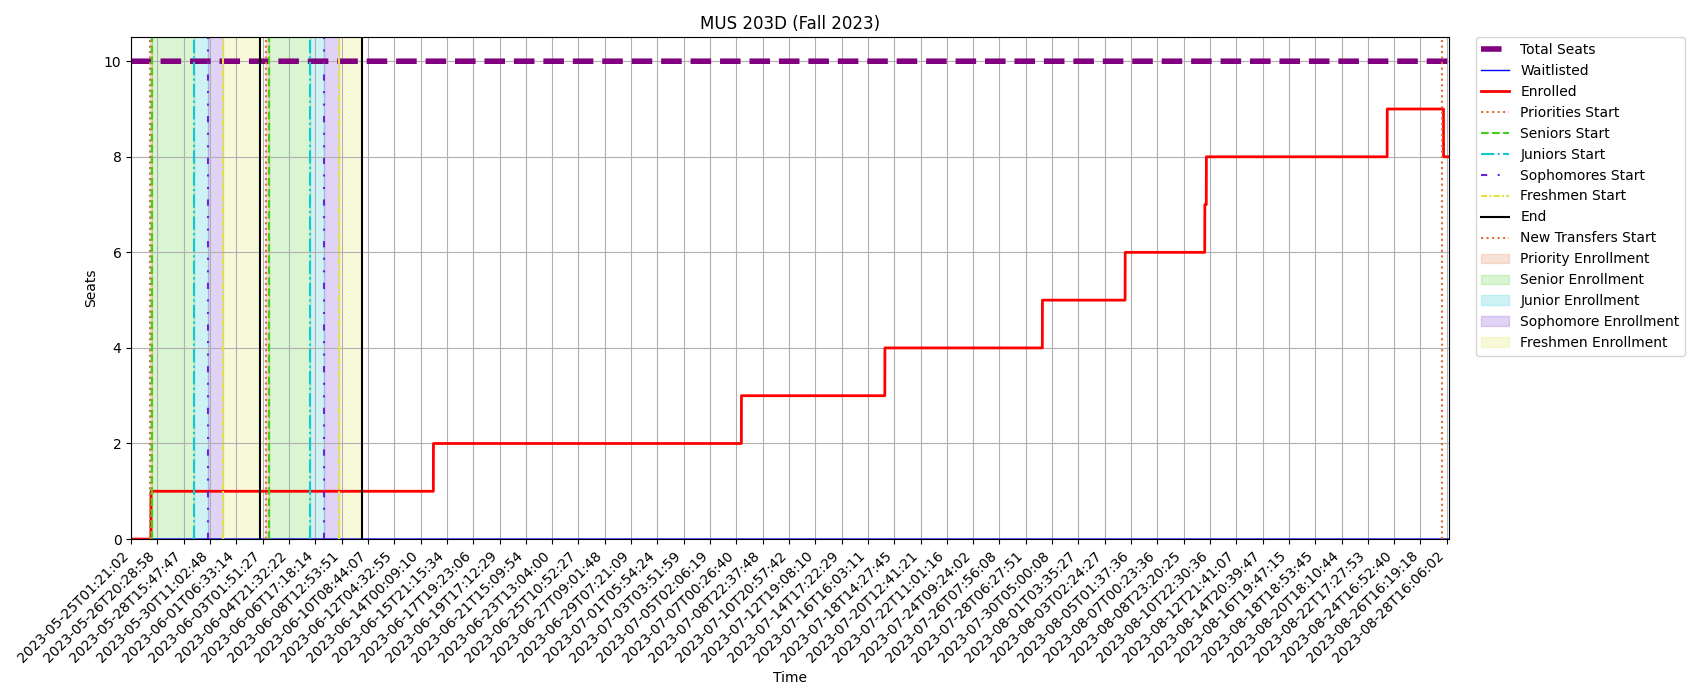 MUS 203D (Fall 2023)
10
8
6
4
2
0
Seats
2023-05-25T01:21:02
2023-05-26T20:28:58
2023-05-28T15:47:47
2023-05-30T11:02:48
2023-06-01T06:33:14
2023-06-03T01:51:27
2023-06-04T21:32:22
2023-06-06T17:18:14
2023-06-08T12:53:51
2023-06-10T08:44:07
2023-06-12T04:32:55
2023-06-14T00:09:10
2023-06-15T21:15:34
2023-06-17T19:23:06
2023-06-19T17:12:29
2023-06-21T15:09:54
2023-06-23T13:04:00
2023-06-25T10:52:27
2023-06-27T09:01:48
2023-06-29T07:21:09
2023-07-01T05:54:24
2023-07-03T03:51:59
2023-07-05T02:06:19
2023-07-07T00:26:40
2023-07-08T22:37:48
2023-07-10T20:57:42
2023-07-12T19:08:10
2023-07-14T17:22:29
2023-07-16T16:03:11
2023-07-18T14:27:45
2023-07-20T12:41:21
2023-07-22T11:01:16
2023-07-24T09:24:02
2023-07-26T07:56:08
2023-07-28T06:27:51
2023-07-30T05:00:08
2023-08-01T03:35:27
2023-08-03T02:24:27
2023-08-05T01:37:36
2023-08-07T00:23:36
2023-08-08T23:20:25
2023-08-10T22:30:36
2023-08-12T21:41:07
2023-08-14T20:39:47
2023-08-16T19:47:15
2023-08-18T18:53:45
2023-08-20T18:10:44
2023-08-22T17:27:53
2023-08-24T16:52:40
2023-08-26T16:19:18
2023-08-28T16:06:02
Time
Total Seats
Waitlisted
Enrolled
Priorities Start
Seniors Start
Juniors Start
Sophomores Start
Freshmen Start
End
New Transfers Start
Priority Enrollment
Senior Enrollment
Junior Enrollment
Sophomore Enrollment
Freshmen Enrollment